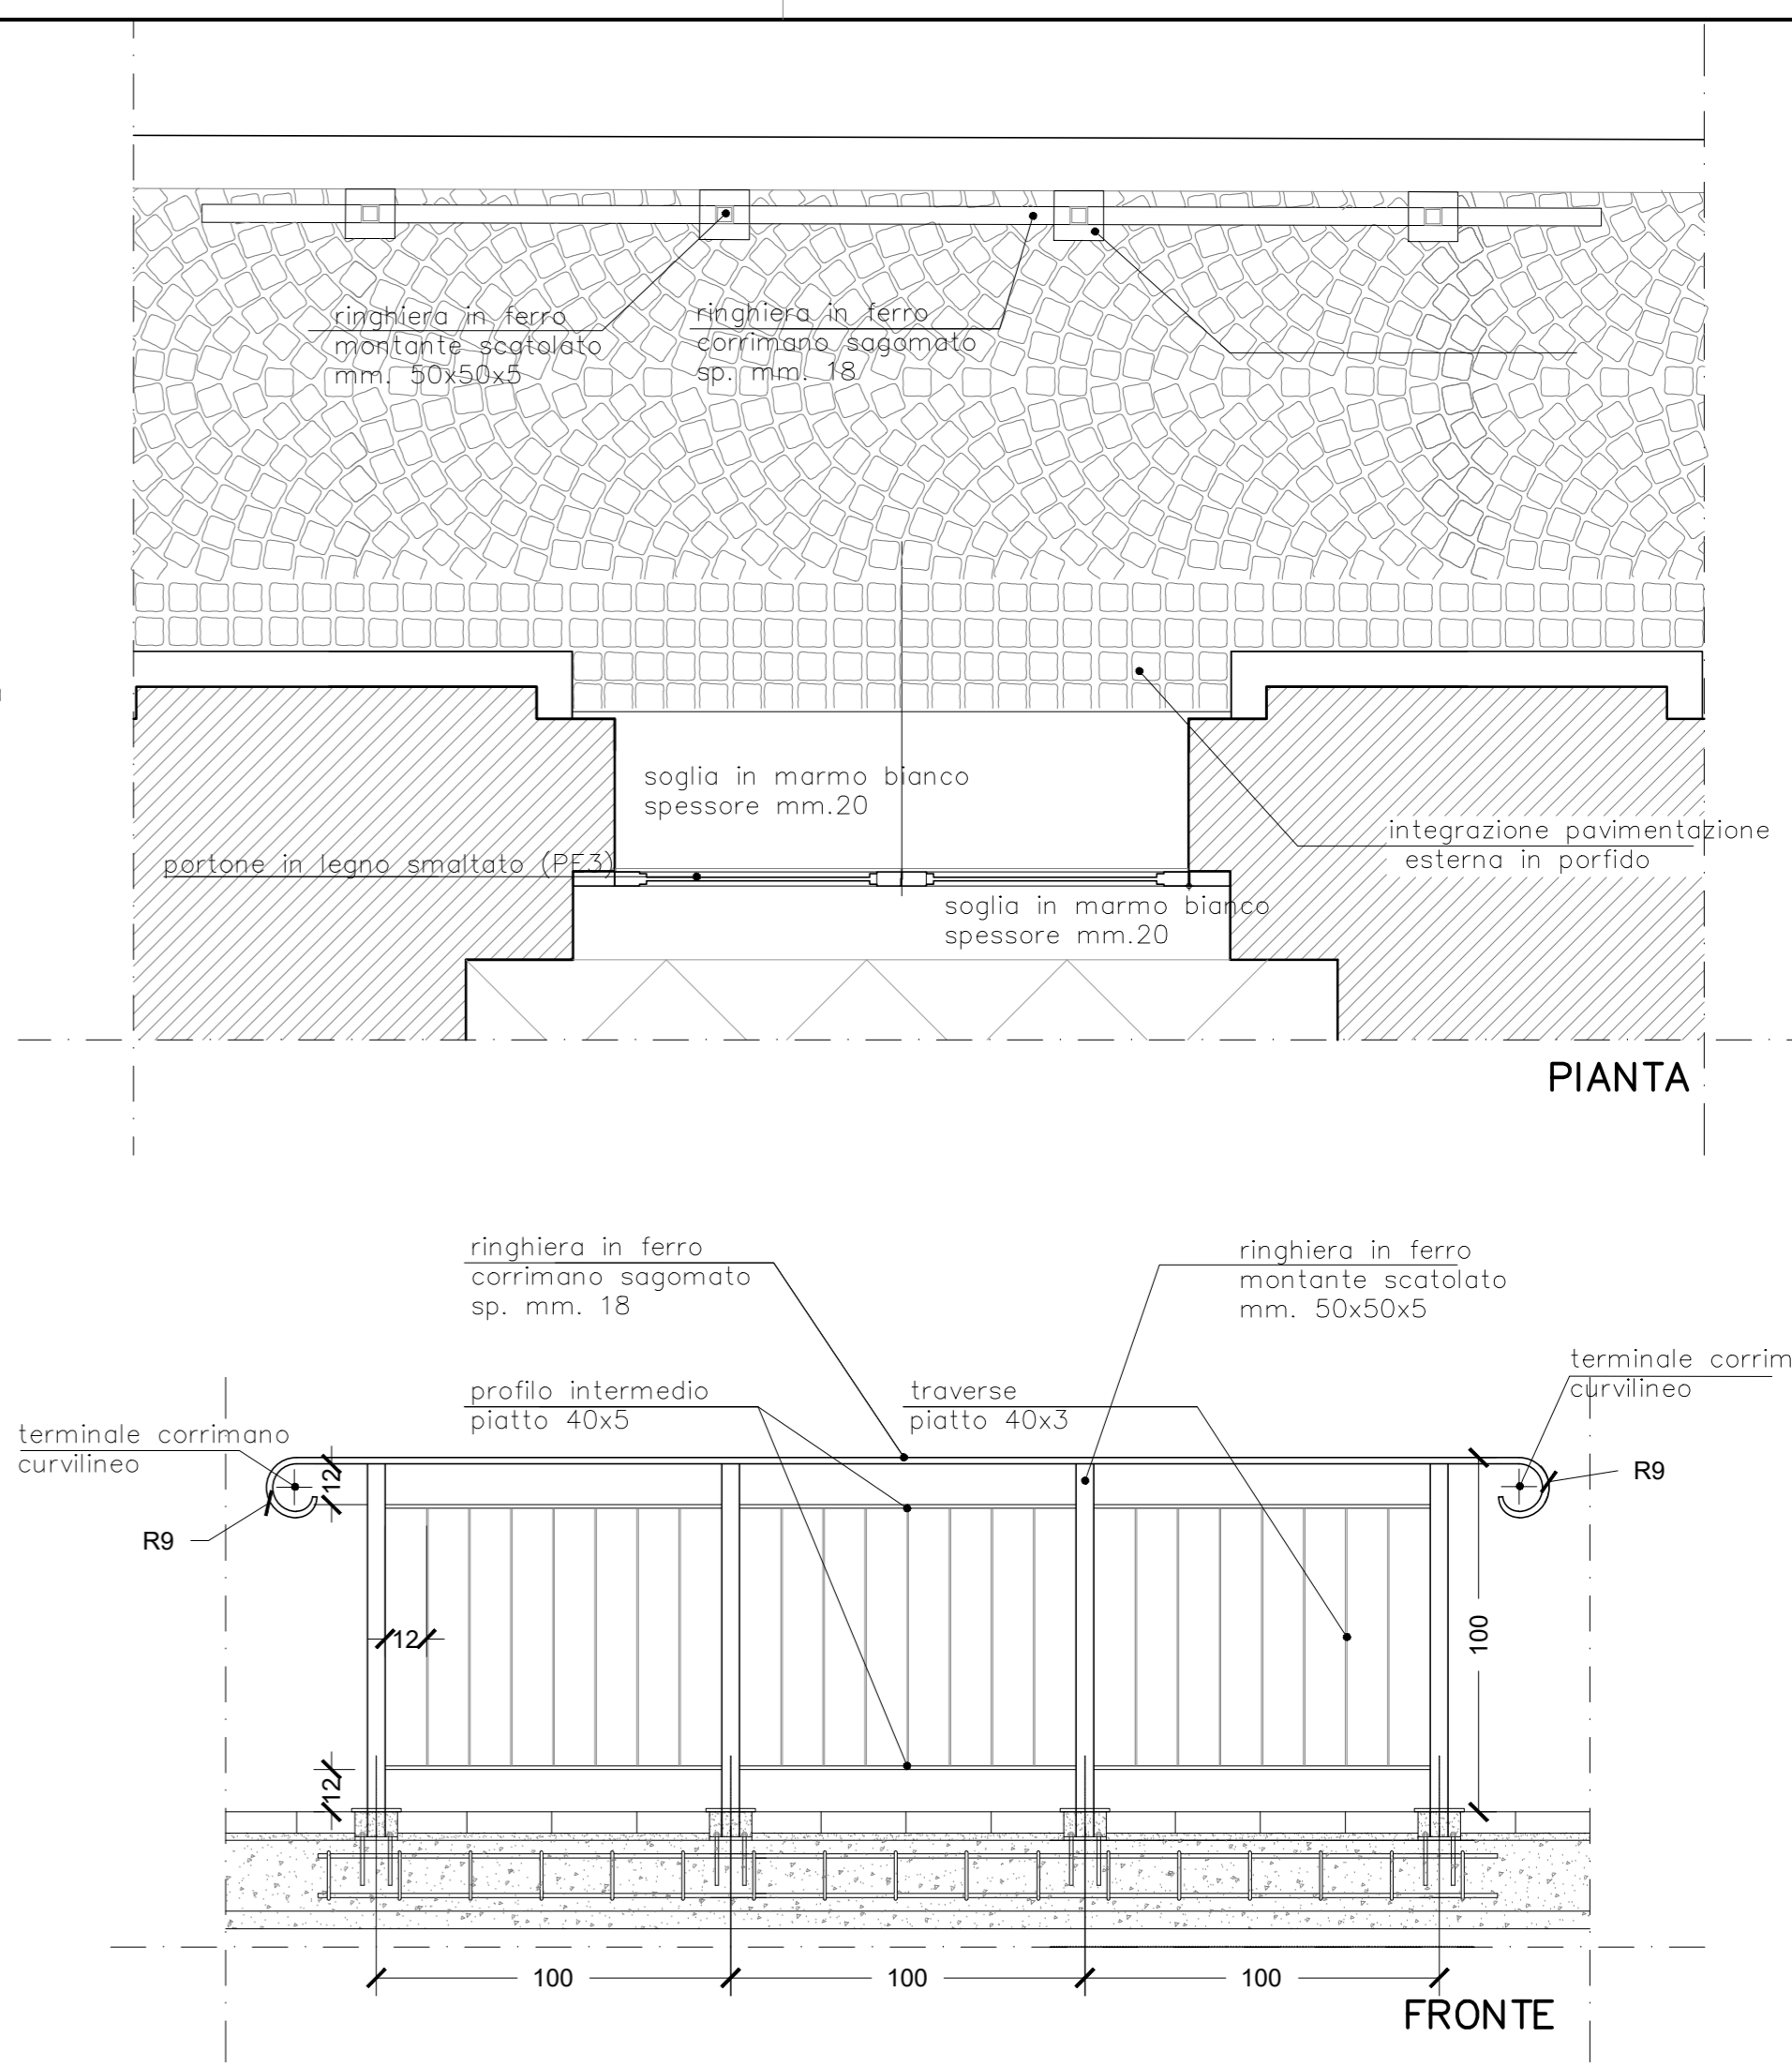 ringhiera in ferro
montante scatolato
mm. 50x50x5
ringhiera in ferro
corrimano sagomato
sp. mm. 18
soglia in marmo bianco
spessore mm.20
integrazione pavimentazione
esterna in porfido
portone in legno smaltato (PF3)
soglia in marmo bianco
spessore mm.20
PIANTA
ringhiera in ferro
corrimano sagomato
sp. mm. 18
ringhiera in ferro
montante scatolato
mm. 50x50x5
terminale corrim
curvilineo
profilo intermedio
piatto 40x5
traverse
piatto 40x3
terminale corrimano
curvilineo
12
R9
R9
12
100
12
100
100
100
FRONTE